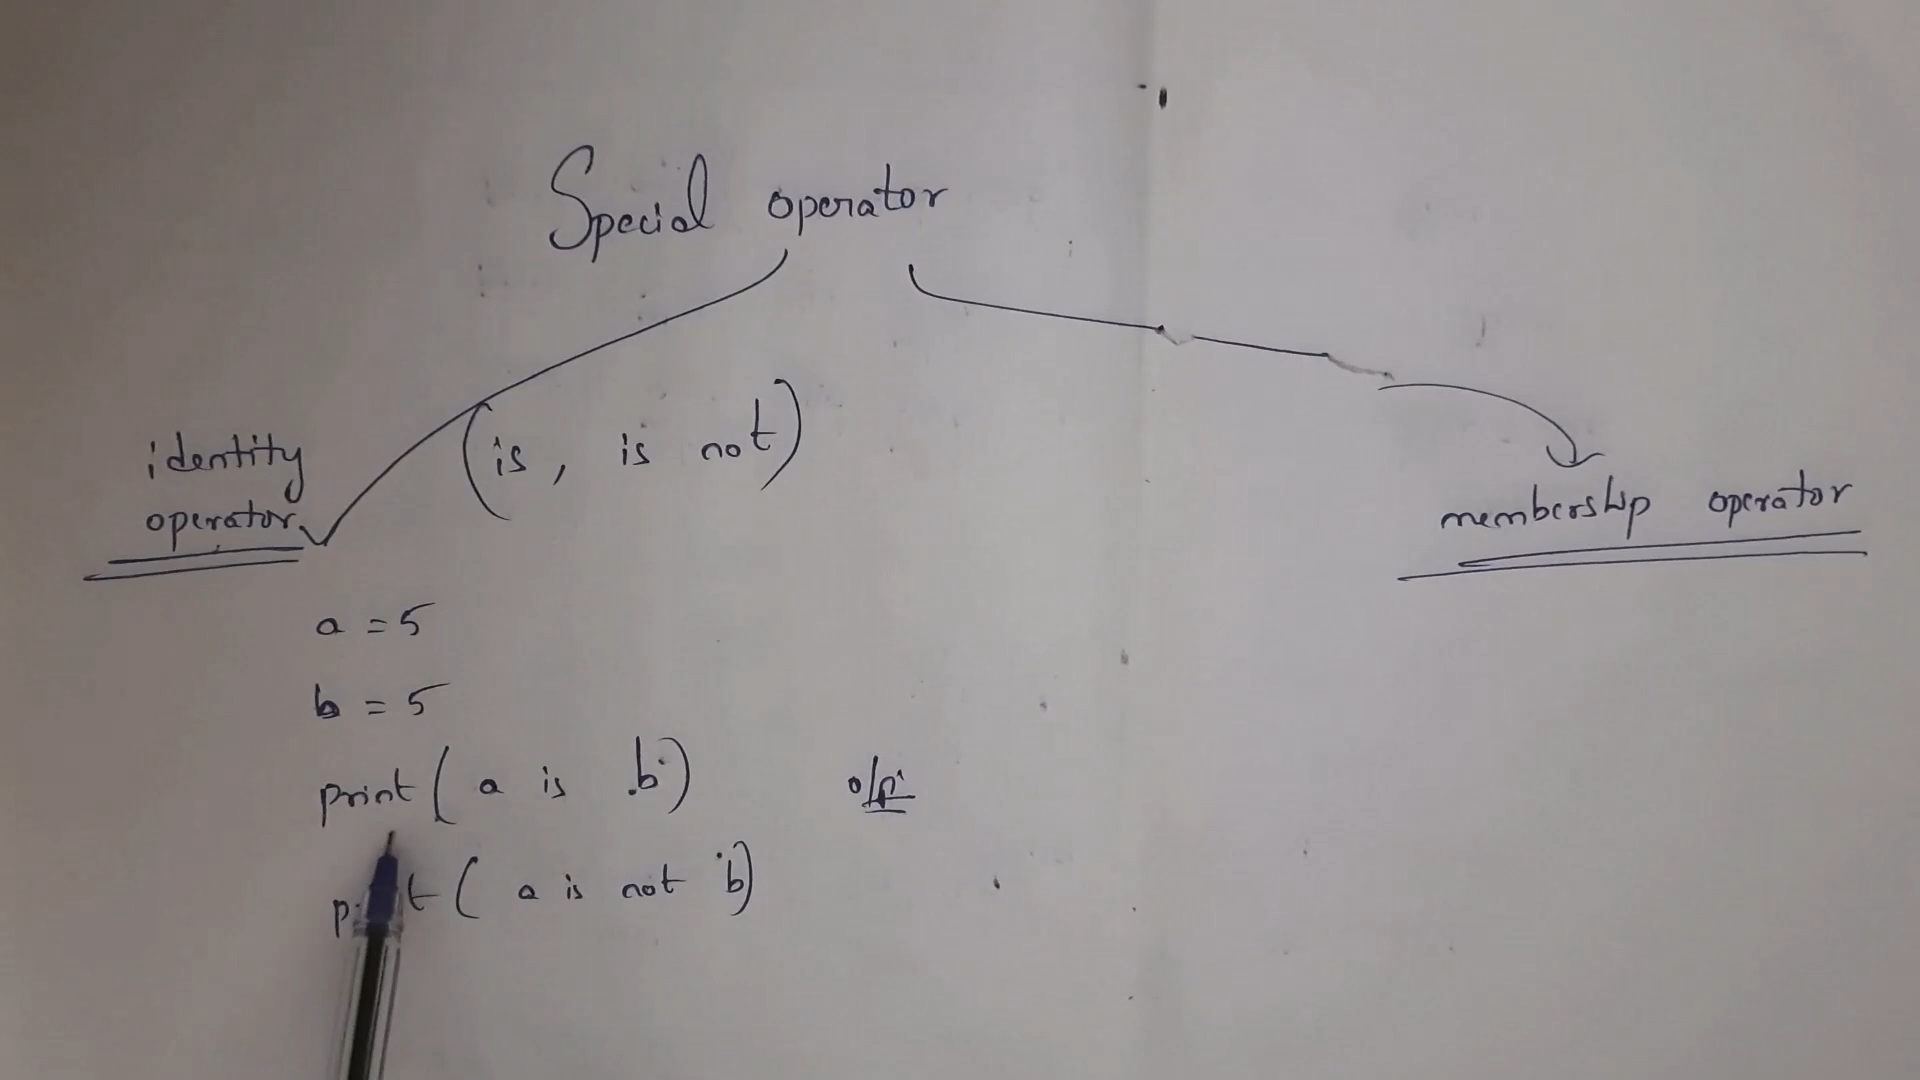 Special operator
(is, is not)
identity
operator
membership operator
a = 5
b = 5
print( a is b)
o/p
t( a is not b)